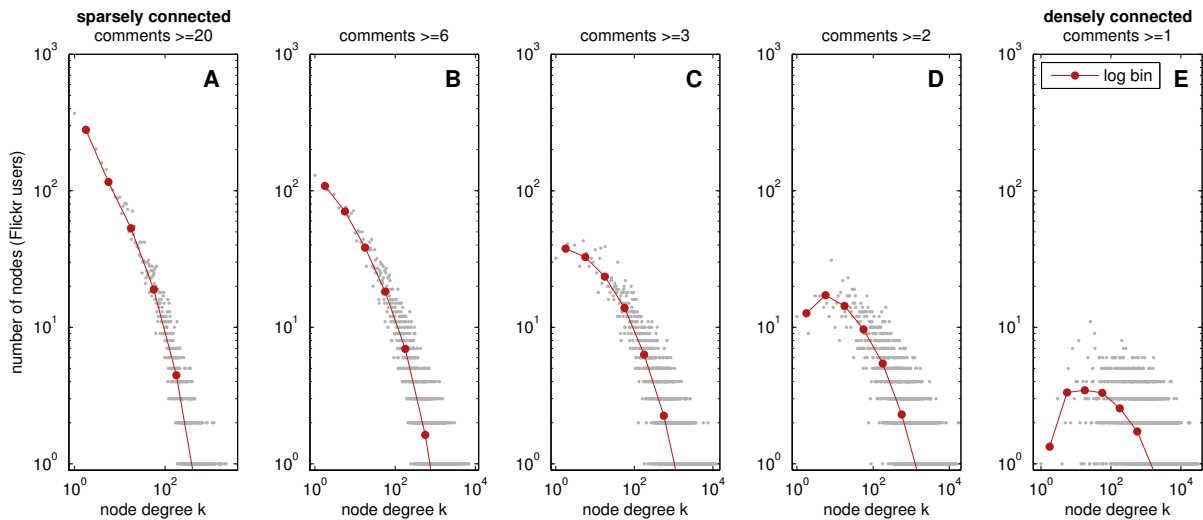 sparsely connected
comments >=20
comments >=6
comments >=3
comments >=2
densely connected
comments >=1
A
B
C
D
E
log bin
number of nodes (Flickr users)
10^3
10^2
10^1
10^0
10^3
10^2
10^1
10^0
10^3
10^2
10^1
10^0
10^3
10^2
10^1
10^0
10^3
10^2
10^1
10^0
10^0 10^2
10^0 10^2 10^4
10^0 10^2 10^4
10^0 10^2 10^4
10^0 10^2 10^4
node degree k
node degree k
node degree k
node degree k
node degree k